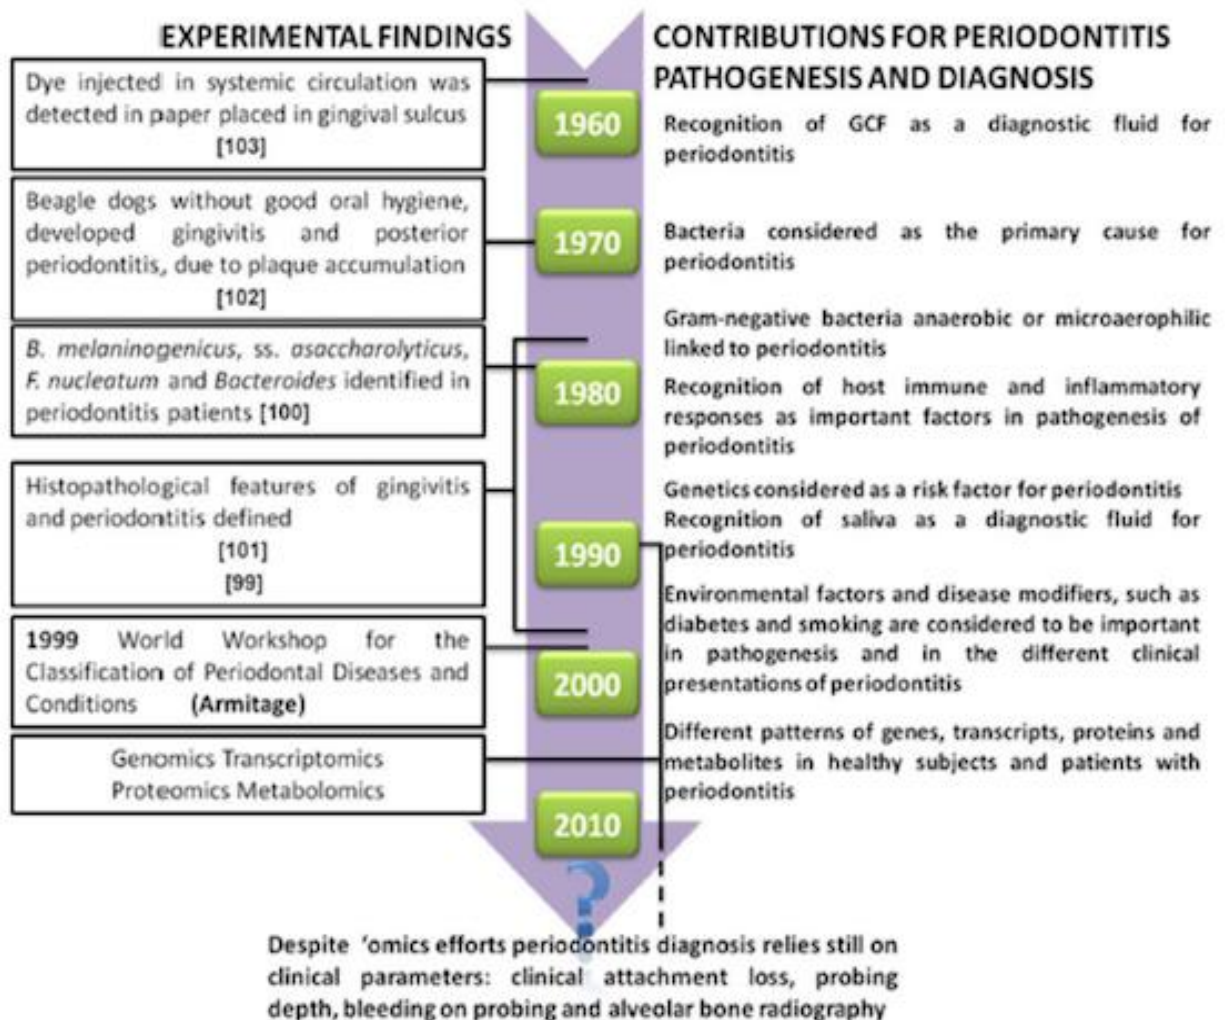 EXPERIMENTAL FINDINGS
Dye injected in systemic circulation was
detected in paper placed in gingival sulcus
[103]
Beagle dogs without good oral hygiene,
developed gingivitis and posterior
periodontitis, due to plaque accumulation
[102]
B. melaninogenicus, ss. asaccharolyticus,
F. nucleatum and Bacteroides identified in
periodontitis patients [100]
Histopathological features of gingivitis
and periodontitis defined
[101]
[99]
1999 World Workshop for the
Classification of Periodontal Diseases and
Conditions (Armitage)
Genomics Transcriptomics
Proteomics Metabolomics
1960
1970
1980
1990
2000
2010
?
CONTRIBUTIONS FOR PERIODONTITIS
PATHOGENESIS AND DIAGNOSIS
Recognition of GCF as a diagnostic fluid for
periodontitis
Bacteria considered as the primary cause for
periodontitis
Gram-negative bacteria anaerobic or microaerophilic
linked to periodontitis
Recognition of host immune and inflammatory
responses as important factors in pathogenesis of
periodontitis
Genetics considered as a risk factor for periodontitis
Recognition of saliva as a diagnostic fluid for
periodontitis
Environmental factors and disease modifiers, such as
diabetes and smoking are considered to be important
in pathogenesis and in the different clinical
presentations of periodontitis
Different patterns of genes, transcripts, proteins and
metabolites in healthy subjects and patients with
periodontitis
Despite 'omics efforts periodontitis diagnosis relies still on
clinical parameters: clinical attachment loss, probing
depth, bleeding on probing and alveolar bone radiography